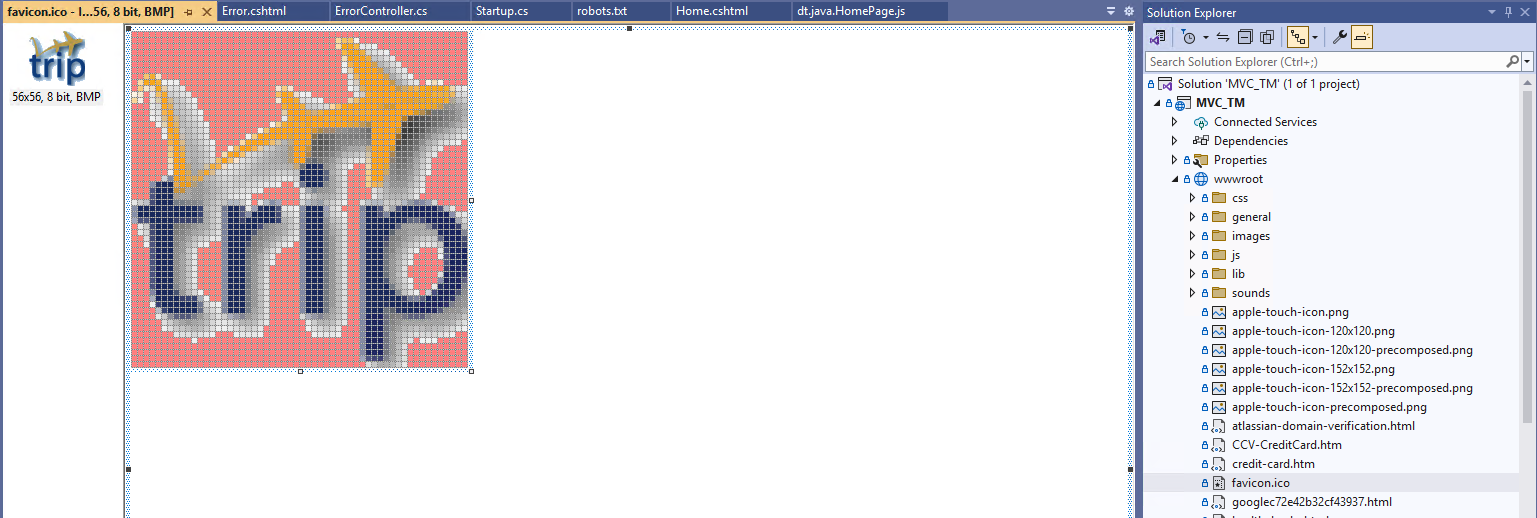 favicon.ico - I...56, 8 bit, BMP]
Error.cshtml
ErrorController.cs
Startup.cs
robots.txt
Home.cshtml
dt.java.HomePage.js
trip
56x56, 8 bit, BMP
trip
Solution Explorer
Search Solution Explorer (Ctrl+;)
Solution 'MVC_TM' (1 of 1 project)
MVC_TM
Connected Services
Dependencies
Properties
wwwroot
css
general
images
js
lib
sounds
apple-touch-icon.png
apple-touch-icon-120x120.png
apple-touch-icon-120x120-precomposed.png
apple-touch-icon-152x152.png
apple-touch-icon-152x152-precomposed.png
apple-touch-icon-precomposed.png
atlassian-domain-verification.html
CCV-CreditCard.htm
credit-card.htm
favicon.ico
googlec72e42b32cf43937.html